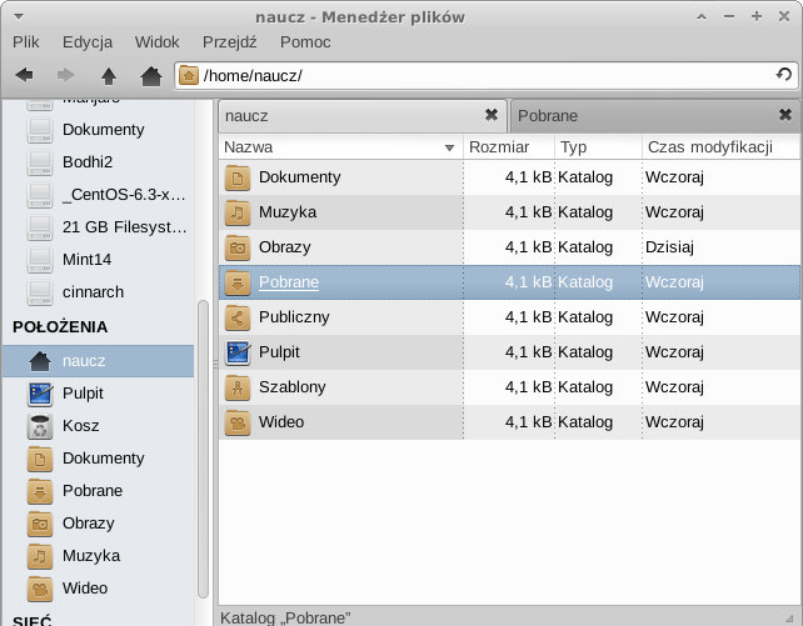 naucz - Menedżer plików
Plik Edycja Widok Przejdź Pomoc
/home/naucz/
Manjaro
Dokumenty
Bodhi2
_CentOS-6.3-x...
21 GB Filesyst...
Mint14
cinnarch
POŁOŻENIA
naucz
Pulpit
Kosz
Dokumenty
Pobrane
Obrazy
Muzyka
Wideo
SIEĆ
naucz Pobrane
Nazwa Rozmiar Typ Czas modyfikacji
Dokumenty 4,1 kB Katalog Wczoraj
Muzyka 4,1 kB Katalog Wczoraj
Obrazy 4,1 kB Katalog Dzisiaj
Pobrane 4,1 kB Katalog Wczoraj
Publiczny 4,1 kB Katalog Wczoraj
Pulpit 4,1 kB Katalog Wczoraj
Szablony 4,1 kB Katalog Wczoraj
Wideo 4,1 kB Katalog Wczoraj
Katalog „Pobrane”